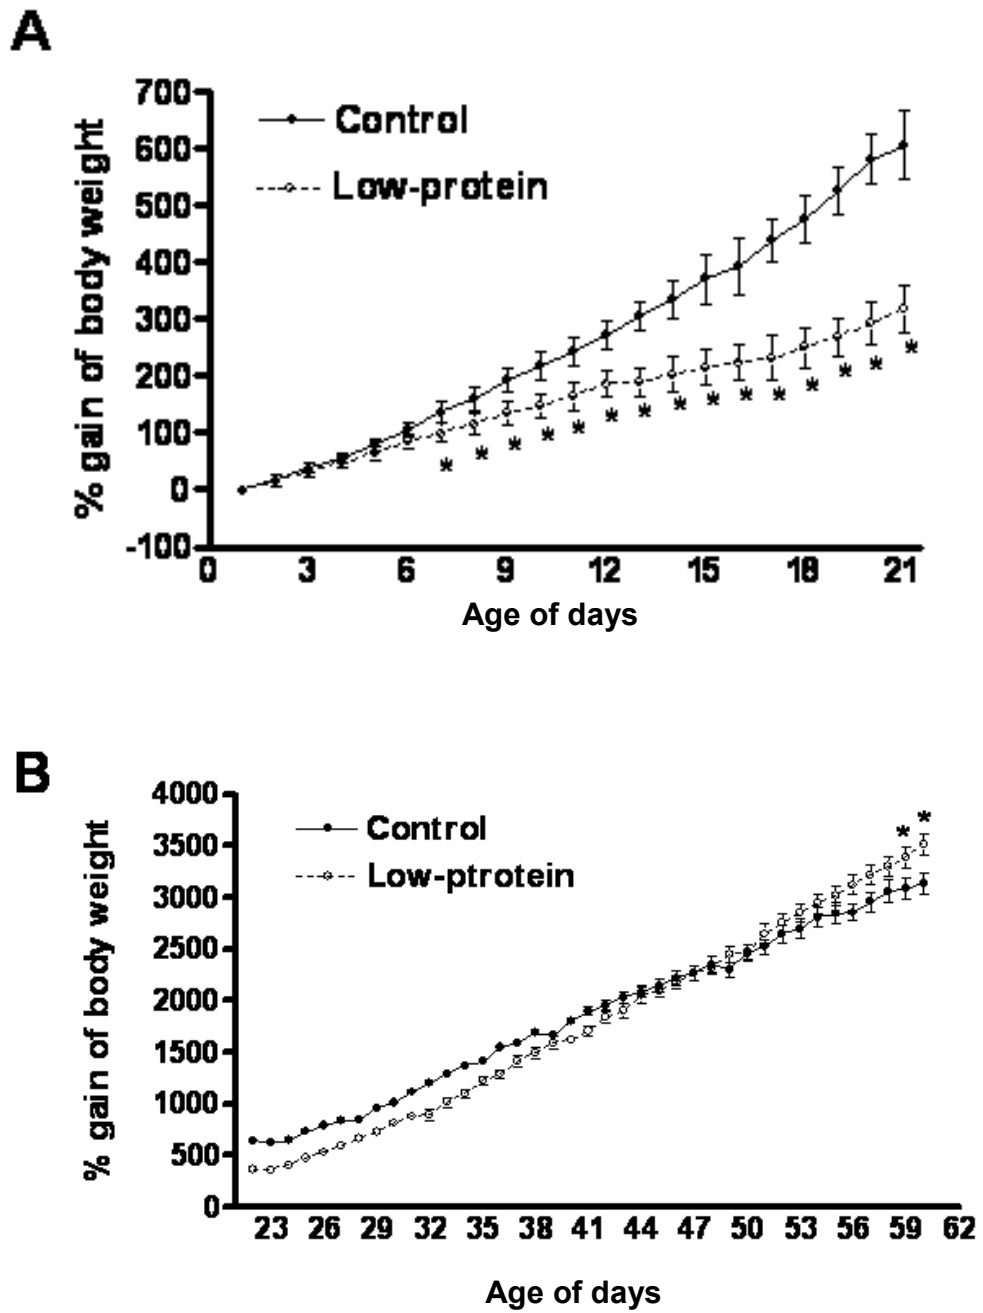 A
% gain of body weight
700
600
500
400
300
200
100
0
-100
Control
Low-protein
* * * * * * * * * * * * * * *
0 3 6 9 12 15 18 21
Age of days
B
% gain of body weight
4000
3500
3000
2500
2000
1500
1000
500
0
Control
Low-ptrotein
* *
23 26 29 32 35 38 41 44 47 50 53 56 59 62
Age of days